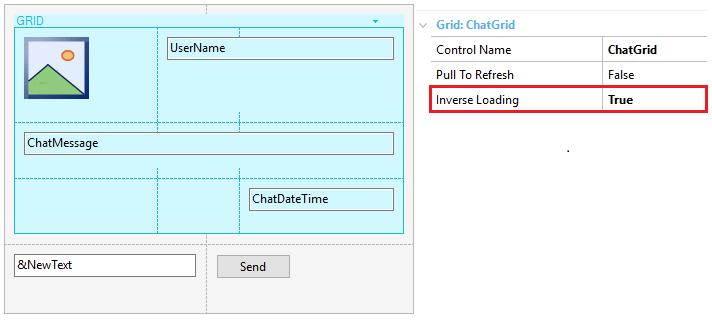 GRID
UserName
ChatMessage
ChatDateTime
&NewText
Send
Grid: ChatGrid
Control Name ChatGrid
Pull To Refresh False
Inverse Loading True
.